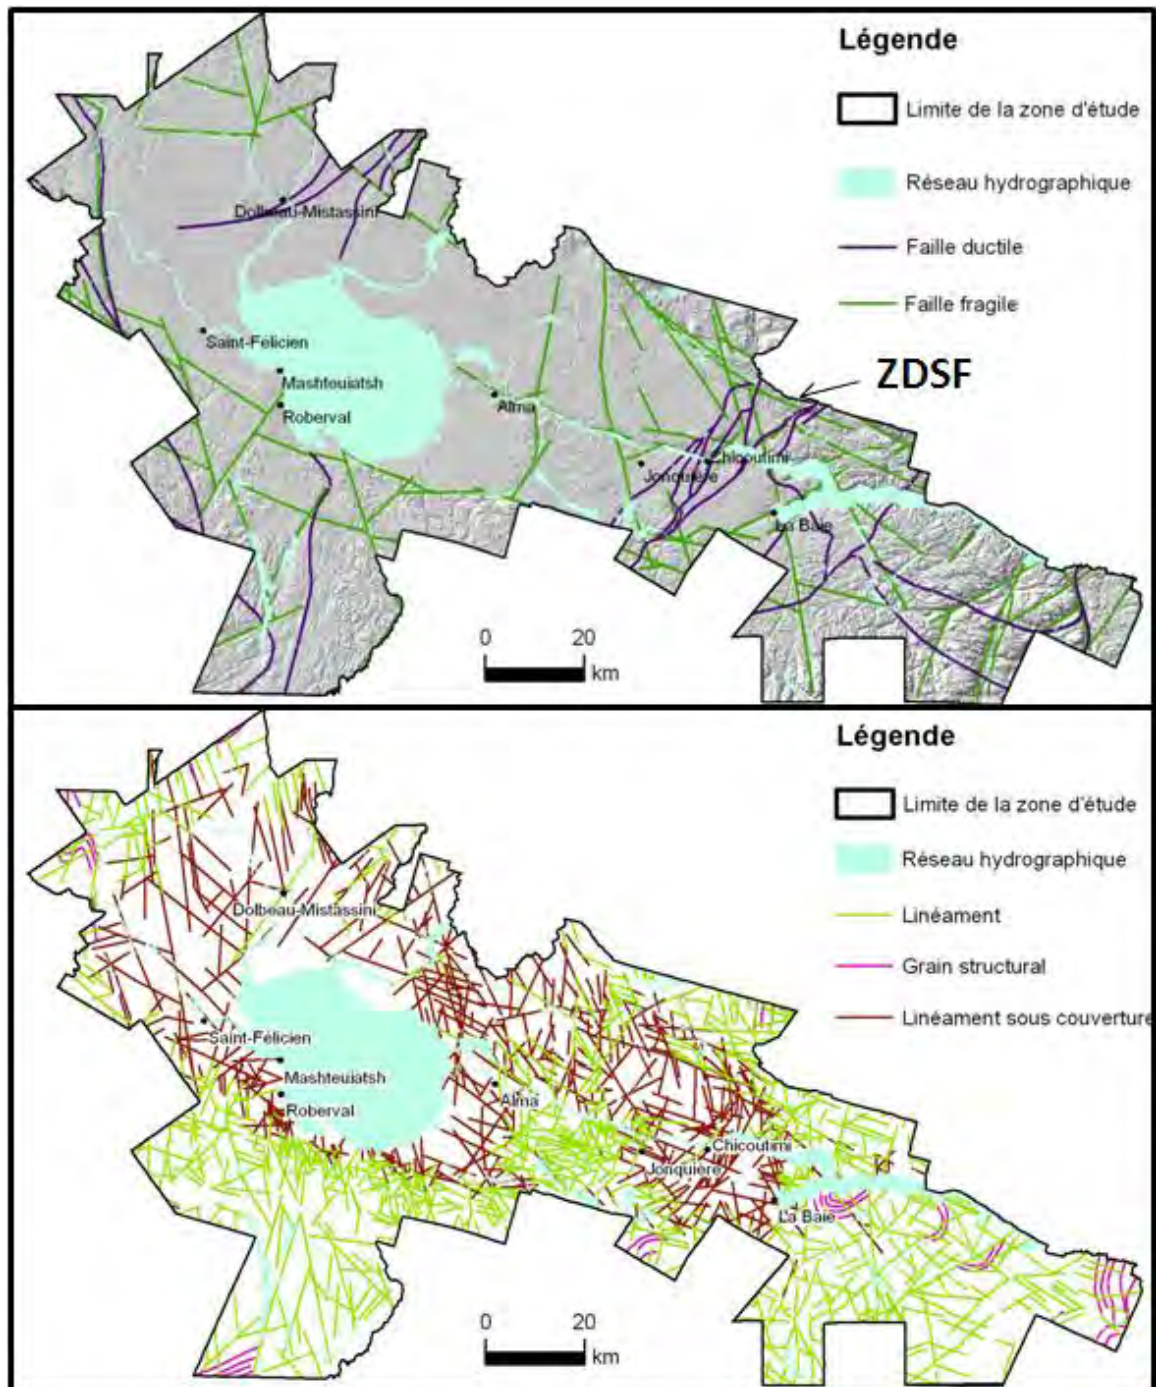 Légende
Limite de la zone d'étude
Réseau hydrographique
Faille ductile
Faille fragile
Dolbeau-Mistassini
Saint-Félicien
Mashteuiatsh
Roberval
Alma
ZDSF
Chicoutimi
Jonquière
La Baie
0 20
km
Légende
Limite de la zone d'étude
Réseau hydrographique
Linéament
Grain structural
Linéament sous couverture
Dolbeau-Mistassini
Saint-Félicien
Mashteuiatsh
Roberval
Alma
Chicoutimi
Jonquière
La Baie
0 20
km